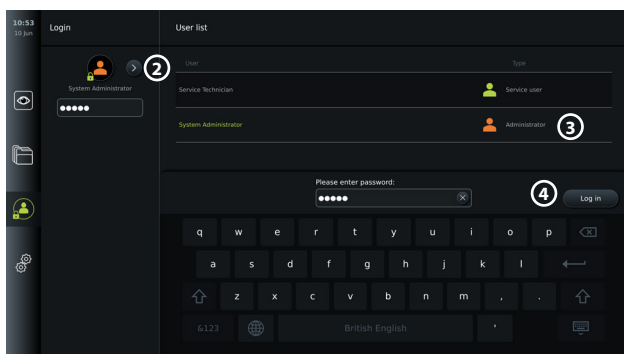 10:53
10 Jun
Login
User list
2
User
Type
System Administrator
Service Technician
Service user
●●●●●
System Administrator
Administrator
3
Please enter password:
●●●●●
4
Log in
q w e r t y u i o p
a s d f g h j k l
z x c v b n m , .
&123
British English
'